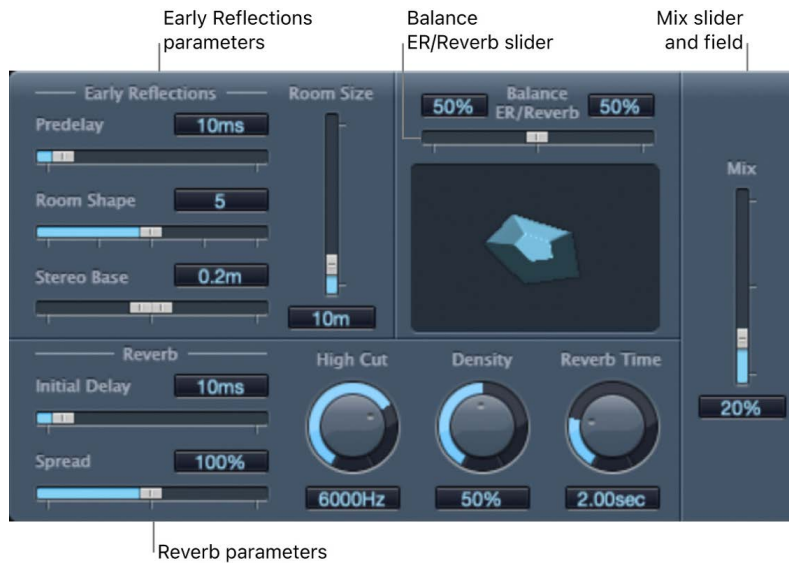 Early Reflections
parameters
Balance
ER/Reverb slider
Mix slider
and field
Early Reflections
Room Size
Predelay
10ms
Room Shape
5
Stereo Base
0.2m
10m
50%
Balance
ER/Reverb
50%
Mix
20%
Reverb
Initial Delay
10ms
Spread
100%
High Cut
6000Hz
Density
50%
Reverb Time
2.00sec
Reverb parameters